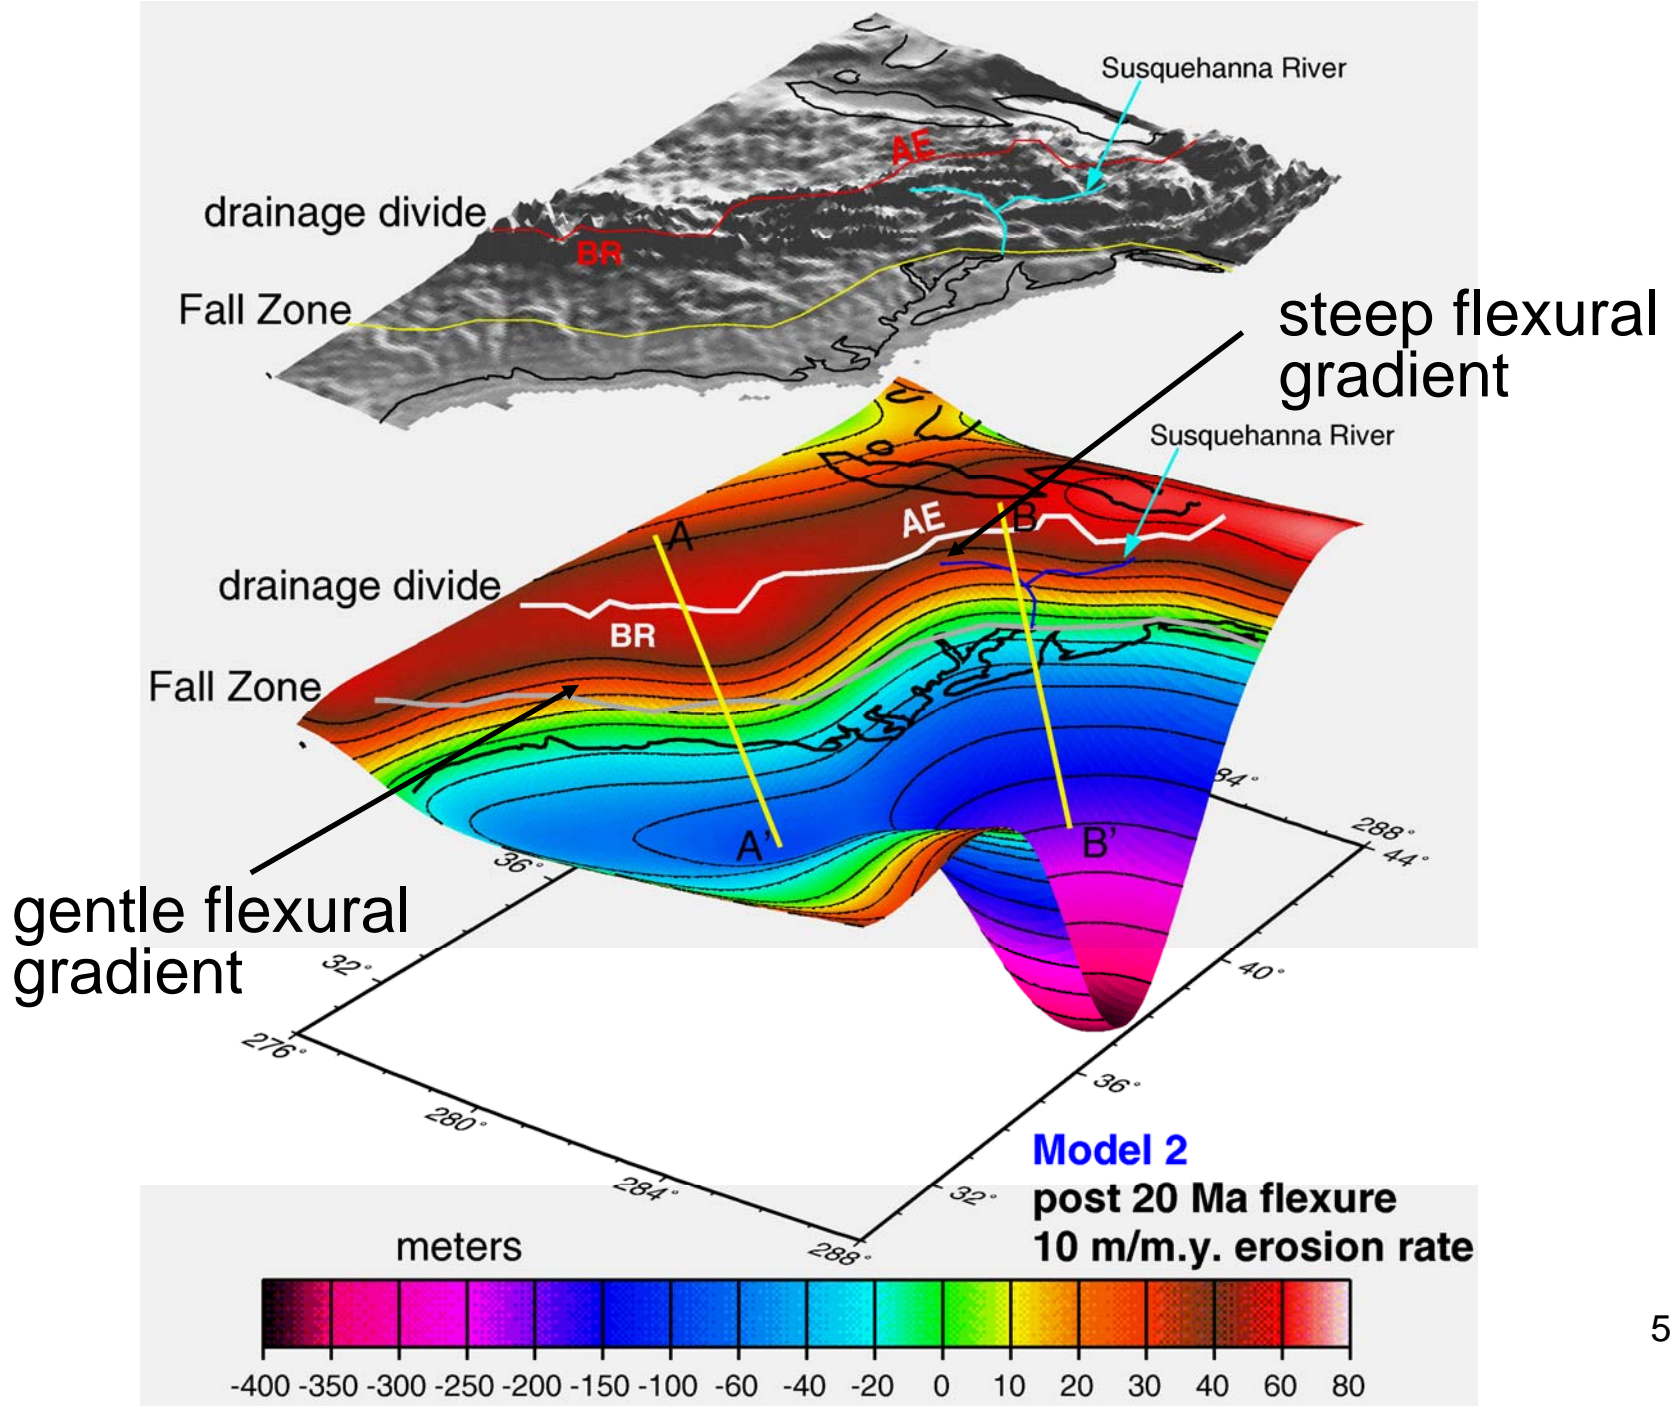 Susquehanna River
AE
drainage divide
BR
Fall Zone
steep flexural
gradient
Susquehanna River
AE
B
A
drainage divide
BR
Fall Zone
84°
A'
B'
288°
44°
36°
gentle flexural
gradient
32°
40°
276°
36°
280°
Model 2
284°
32°
post 20 Ma flexure
288°
10 m/m.y. erosion rate
meters
-400 -350 -300 -250 -200 -150 -100 -60 -40 -20 0 10 20 30 40 60 80
5